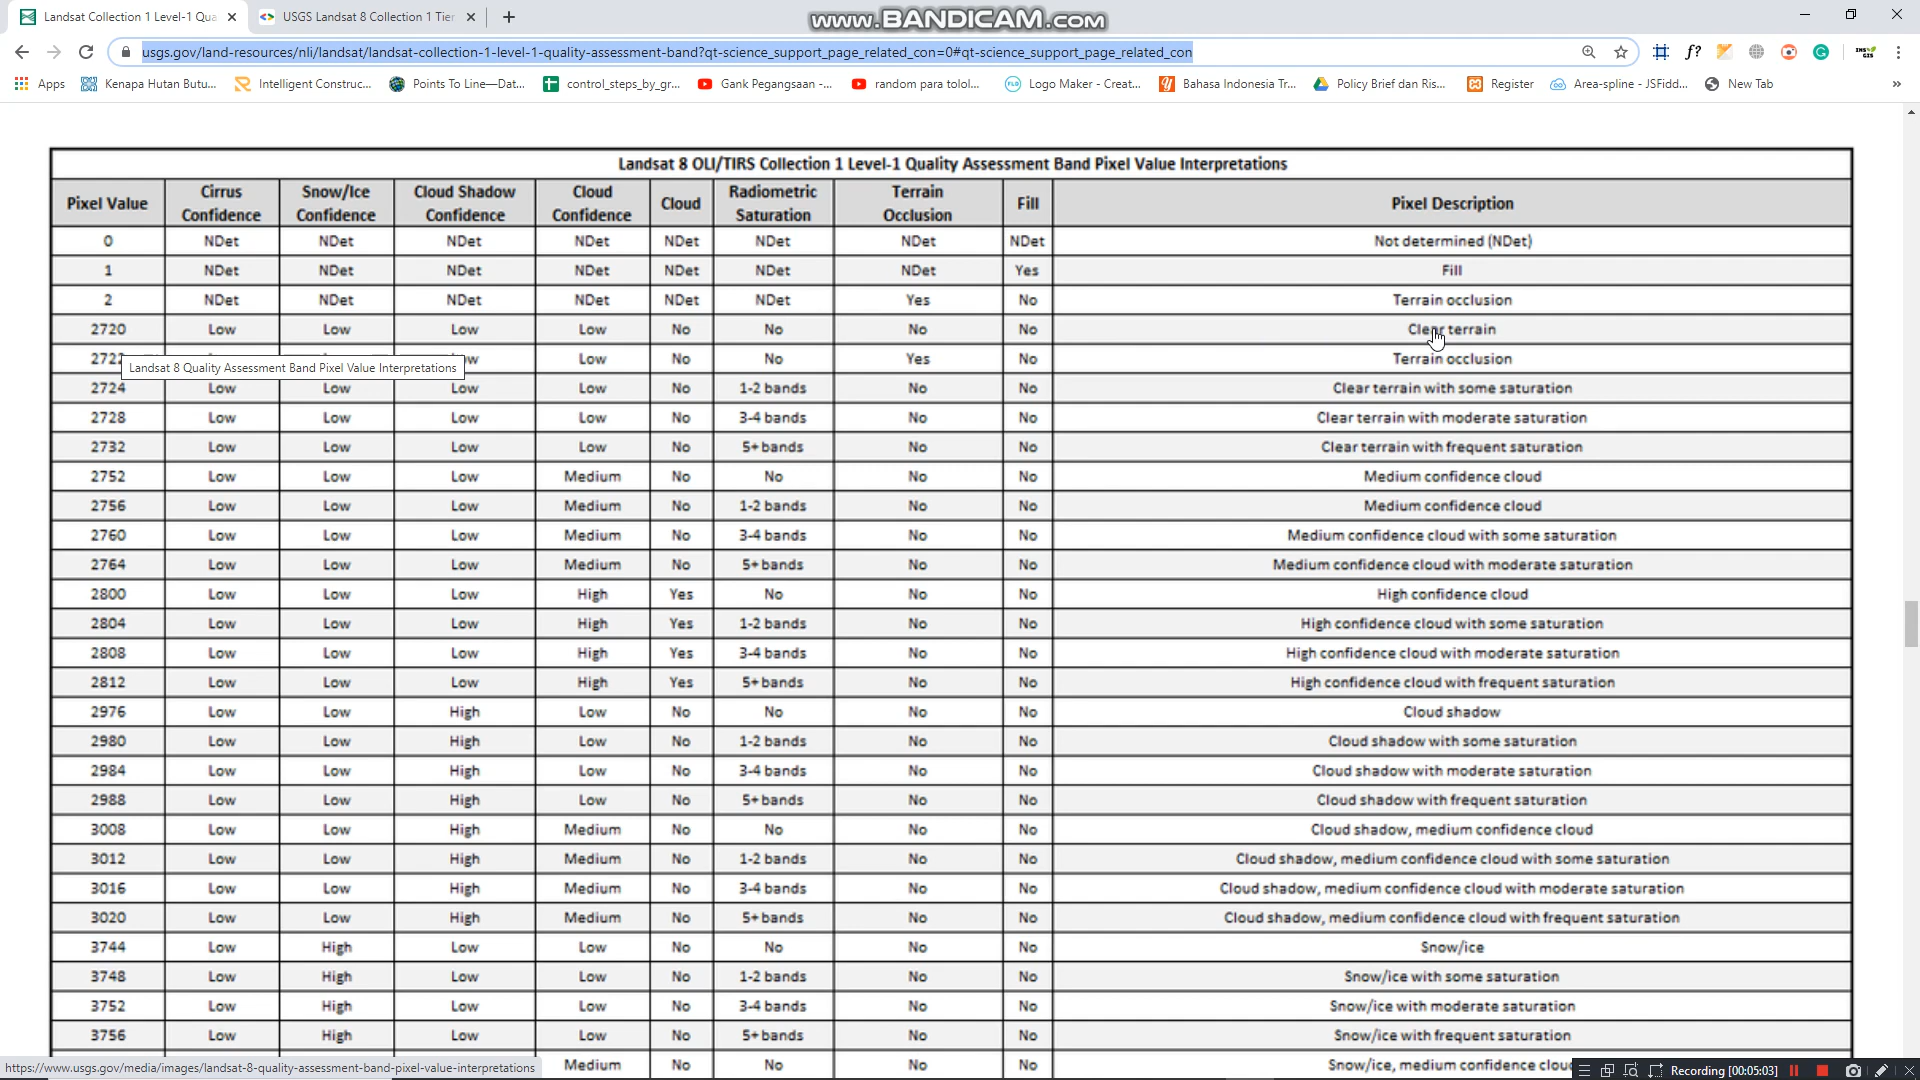 Landsat Collection 1 Level-1 Qua
USGS Landsat 8 Collection 1 Tier
www.BANDICAM.com
usgs.gov/land-resources/nli/landsat/landsat-collection-1-level-1-quality-assessment-band?qt-science_support_page_related_con=0#qt-science_support_page_related_con
Apps Kenapa Hutan Butu... Intelligent Construc... Points To Line—Dat... control_steps_by_gr... Gank Pegangsaan -... random para tolol... Logo Maker - Creat... Bahasa Indonesia Tr... Policy Brief dan Ris... Register Area-spline - JSFidd... New Tab »
Landsat 8 OLI/TIRS Collection 1 Level-1 Quality Assessment Band Pixel Value Interpretations
Pixel Value Cirrus Confidence Snow/Ice Confidence Cloud Shadow Confidence Cloud Confidence Cloud Radiometric Saturation Terrain Occlusion Fill Pixel Description
0 NDet NDet NDet NDet NDet NDet NDet NDet Not determined (NDet)
1 NDet NDet NDet NDet NDet NDet NDet Yes Fill
2 NDet NDet NDet NDet NDet NDet Yes No Terrain occlusion
2720 Low Low Low Low No No No No Clear terrain
2722 Low No No Yes No Terrain occlusion
Landsat 8 Quality Assessment Band Pixel Value Interpretations
2724 Low Low Low Low No 1-2 bands No No Clear terrain with some saturation
2728 Low Low Low Low No 3-4 bands No No Clear terrain with moderate saturation
2732 Low Low Low Low No 5+ bands No No Clear terrain with frequent saturation
2752 Low Low Low Medium No No No No Medium confidence cloud
2756 Low Low Low Medium No 1-2 bands No No Medium confidence cloud
2760 Low Low Low Medium No 3-4 bands No No Medium confidence cloud with some saturation
2764 Low Low Low Medium No 5+ bands No No Medium confidence cloud with moderate saturation
2800 Low Low Low High Yes No No No High confidence cloud
2804 Low Low Low High Yes 1-2 bands No No High confidence cloud with some saturation
2808 Low Low Low High Yes 3-4 bands No No High confidence cloud with moderate saturation
2812 Low Low Low High Yes 5+ bands No No High confidence cloud with frequent saturation
2976 Low Low High Low No No No No Cloud shadow
2980 Low Low High Low No 1-2 bands No No Cloud shadow with some saturation
2984 Low Low High Low No 3-4 bands No No Cloud shadow with moderate saturation
2988 Low Low High Low No 5+ bands No No Cloud shadow with frequent saturation
3008 Low Low High Medium No No No No Cloud shadow, medium confidence cloud
3012 Low Low High Medium No 1-2 bands No No Cloud shadow, medium confidence cloud with some saturation
3016 Low Low High Medium No 3-4 bands No No Cloud shadow, medium confidence cloud with moderate saturation
3020 Low Low High Medium No 5+ bands No No Cloud shadow, medium confidence cloud with frequent saturation
3744 Low High Low Low No No No No Snow/ice
3748 Low High Low Low No 1-2 bands No No Snow/ice with some saturation
3752 Low High Low Low No 3-4 bands No No Snow/ice with moderate saturation
3756 Low High Low Low No 5+ bands No No Snow/ice with frequent saturation
Medium No No No No Snow/ice, medium confidence clou
https://www.usgs.gov/media/images/landsat-8-quality-assessment-band-pixel-value-interpretations
Recording [00:05:03]